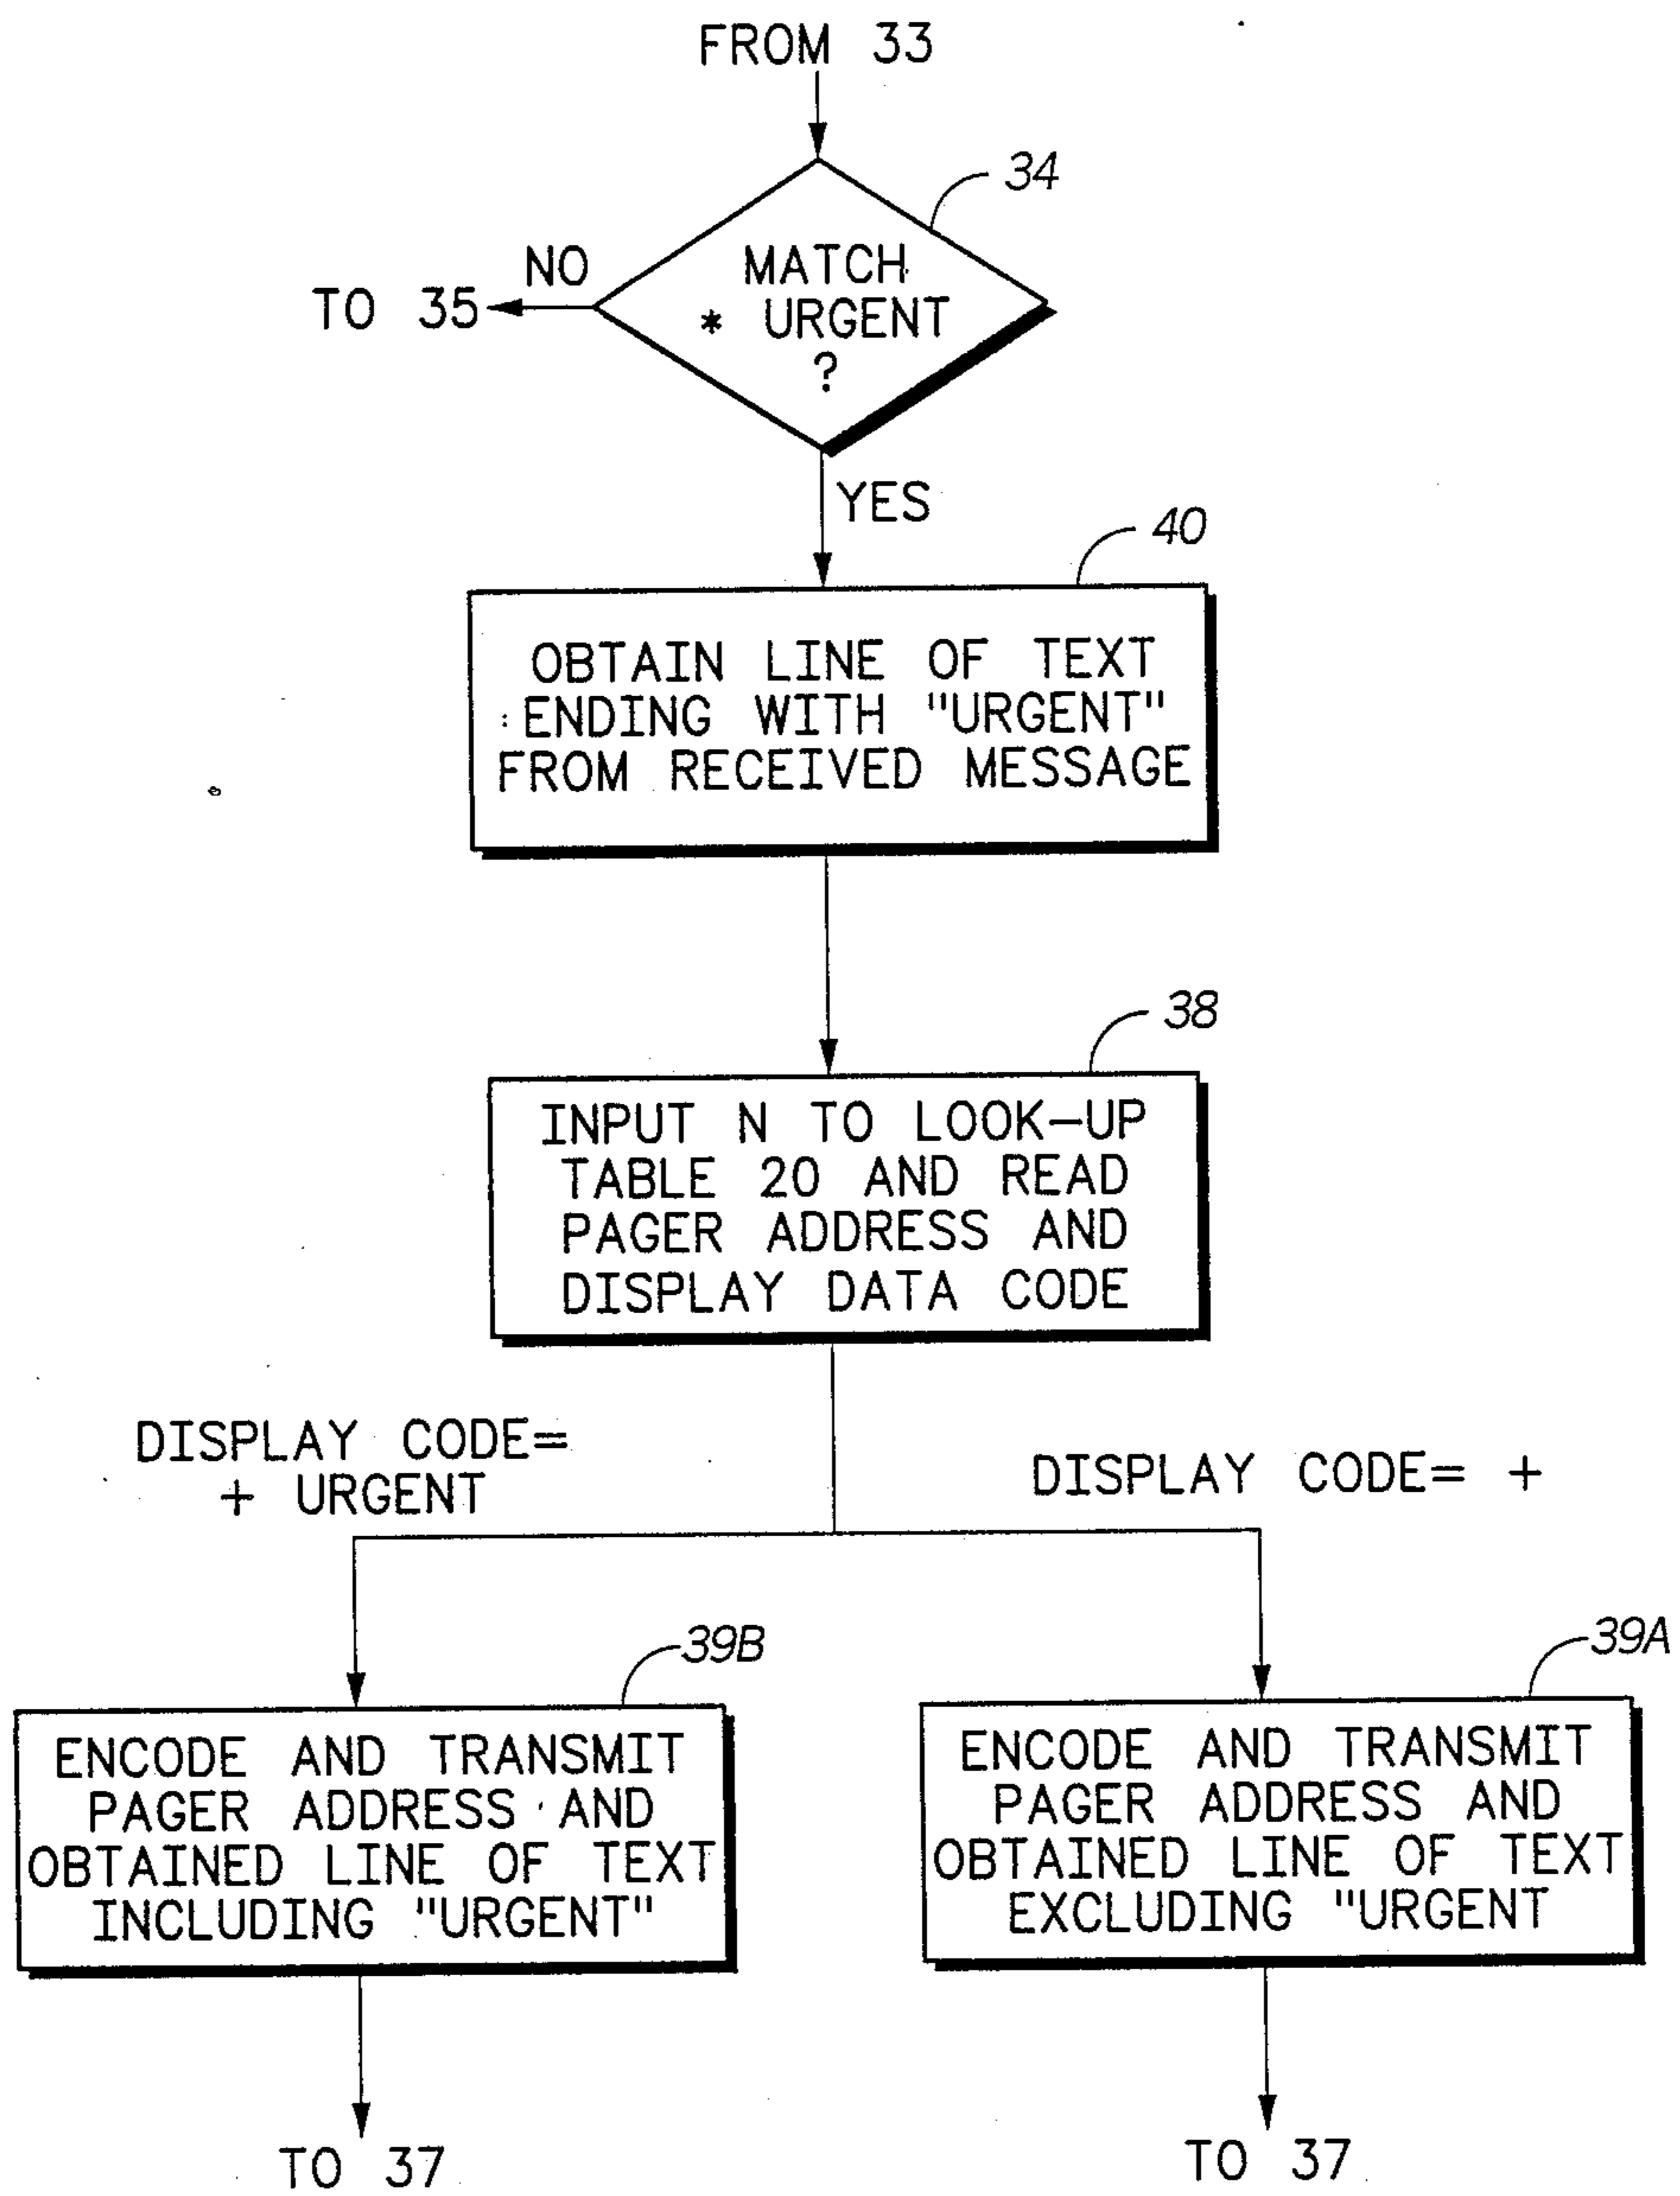 FROM 33
34
MATCH
* URGENT
?
NO
TO 35
YES
40
OBTAIN LINE OF TEXT
ENDING WITH "URGENT"
FROM RECEIVED MESSAGE
38
INPUT N TO LOOK-UP
TABLE 20 AND READ
PAGER ADDRESS AND
DISPLAY DATA CODE
DISPLAY CODE=
+ URGENT
DISPLAY CODE= +
39B
ENCODE AND TRANSMIT
PAGER ADDRESS AND
OBTAINED LINE OF TEXT
INCLUDING "URGENT"
39A
ENCODE AND TRANSMIT
PAGER ADDRESS AND
OBTAINED LINE OF TEXT
EXCLUDING "URGENT
TO 37
TO 37